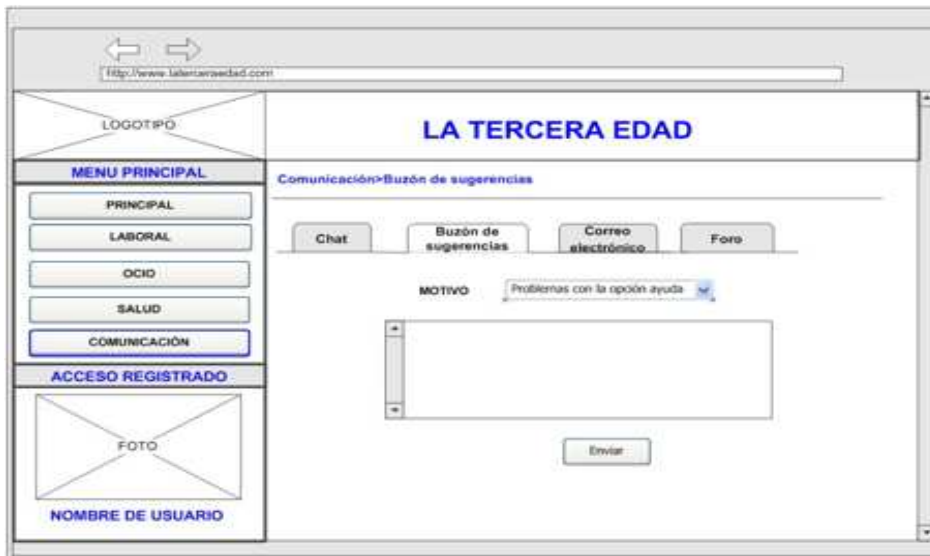 http://www.laterceraedad.com
LOGOTIPO
LA TERCERA EDAD
MENU PRINCIPAL
PRINCIPAL
LABORAL
OCIO
SALUD
COMUNICACIÓN
ACCESO REGISTRADO
FOTO
NOMBRE DE USUARIO
Comunicación>Buzón de sugerencias
Chat
Buzón de
sugerencias
Correo
electrónico
Foro
MOTIVO
Problemas con la opción ayuda
Enviar